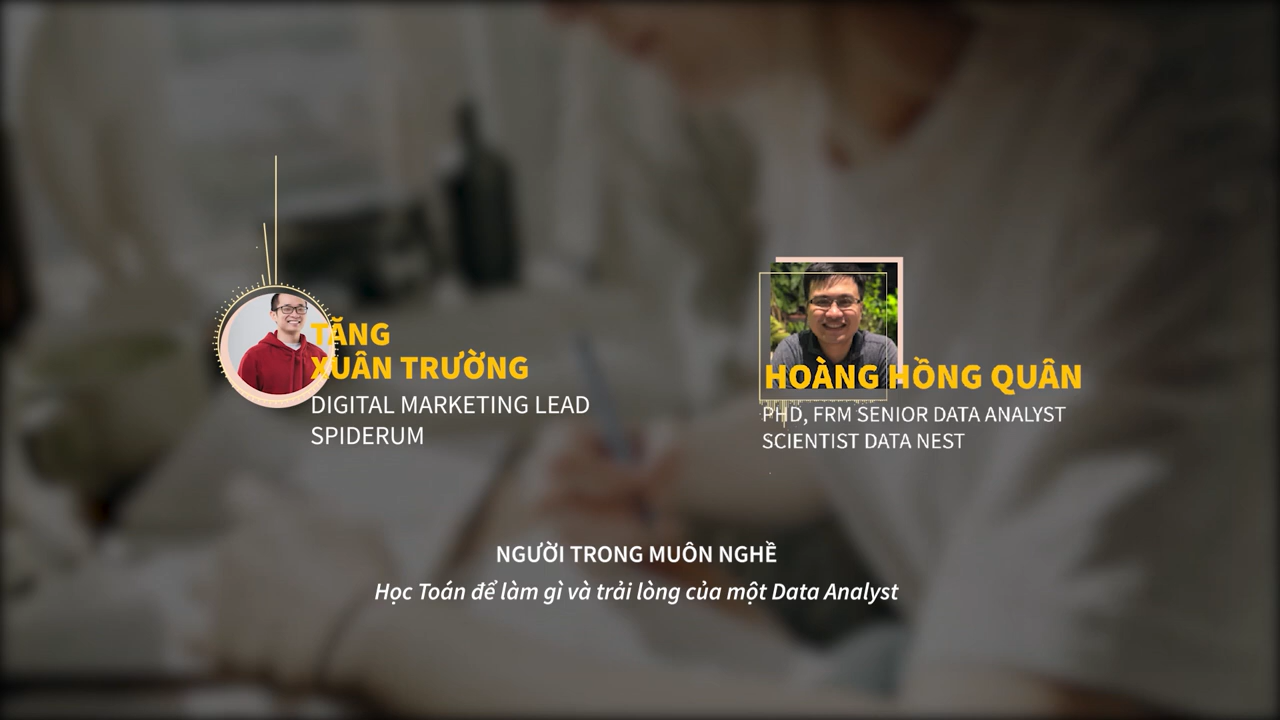 TĂNG
XUÂN TRƯỜNG
DIGITAL MARKETING LEAD
SPIDERUM
HOÀNG HỒNG QUÂN
PHD, FRM SENIOR DATA ANALYST
SCIENTIST DATA NEST
NGƯỜI TRONG MUÔN NGHỀ
Học Toán để làm gì và trải lòng của một Data Analyst